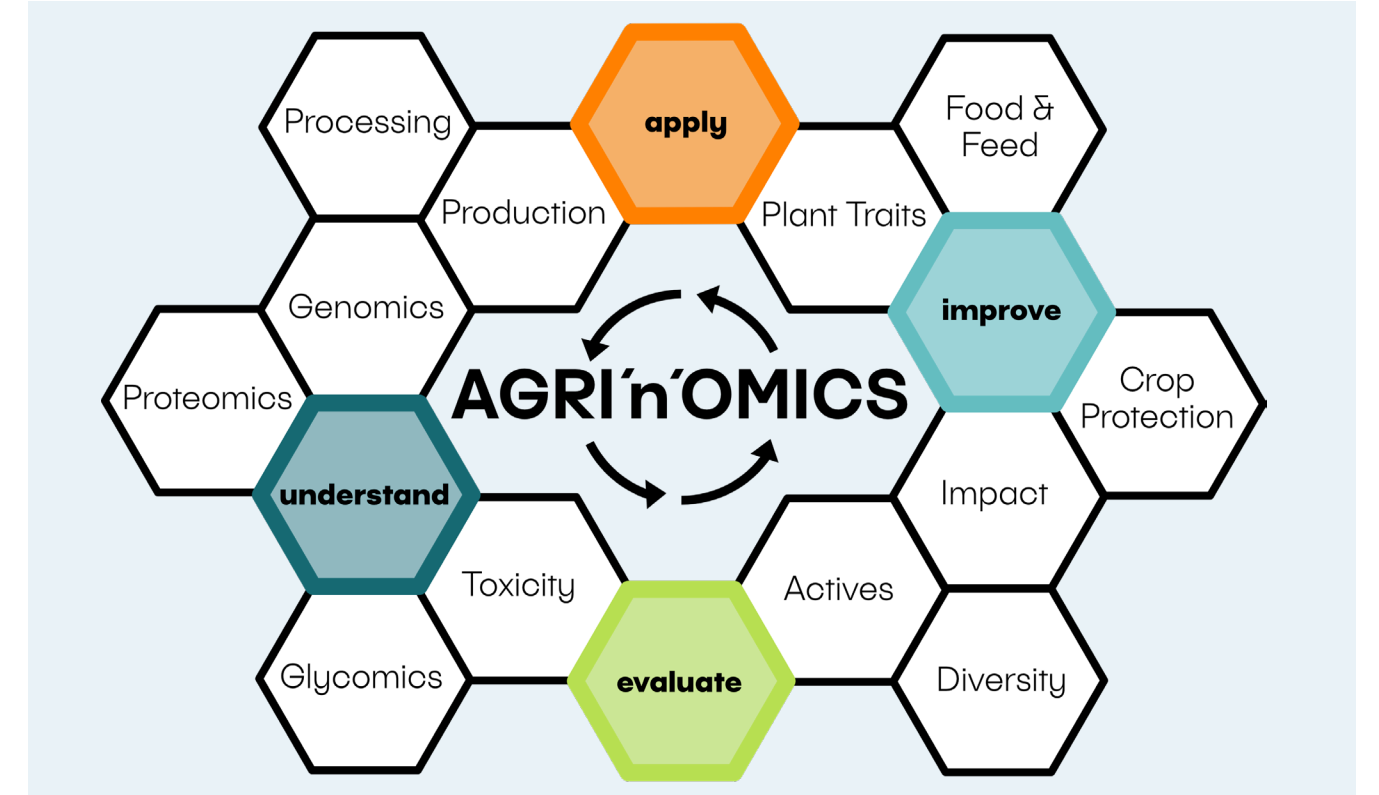 apply
Food &
Feed
Processing
Production
Plant Traits
Genomics
improve
Proteomics
AGRI´n´OMICS
Crop
Protection
understand
Impact
Toxicity
Actives
Glycomics
evaluate
Diversity